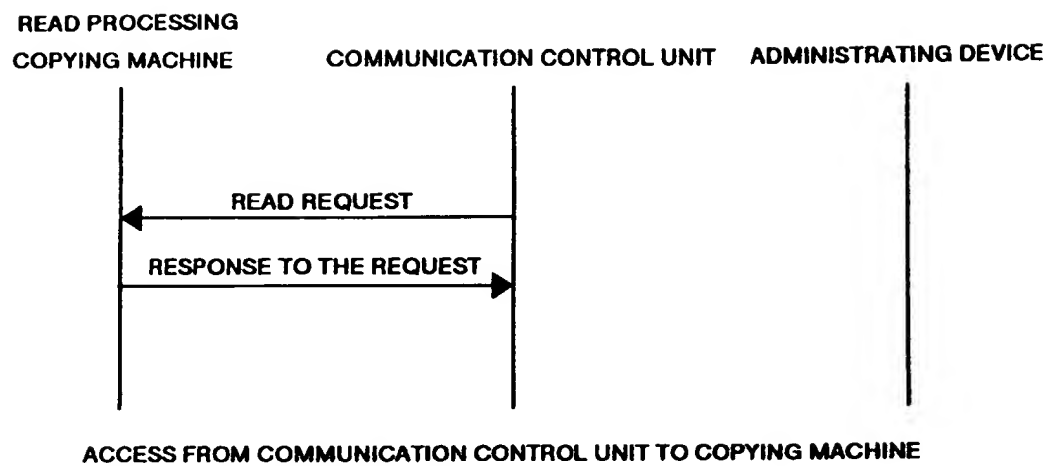 READ PROCESSING
COPYING MACHINE
COMMUNICATION CONTROL UNIT
ADMINISTRATING DEVICE
READ REQUEST
RESPONSE TO THE REQUEST
ACCESS FROM COMMUNICATION CONTROL UNIT TO COPYING MACHINE